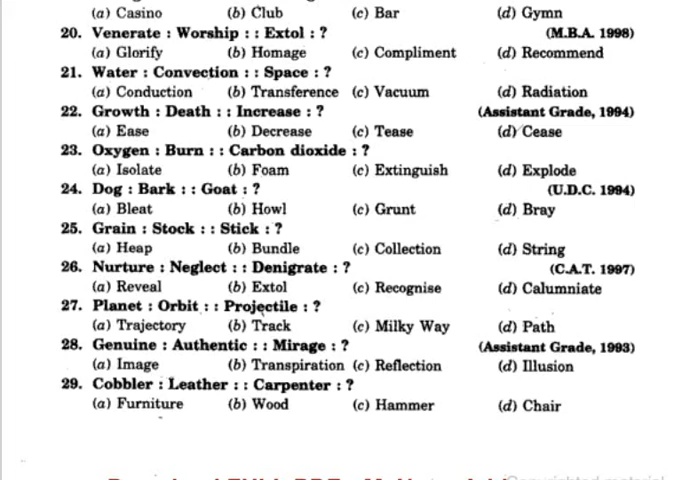 (a) Casino (b) Club (c) Bar (d) Gymn
20. Venerate : Worship : : Extol : ? (M.B.A. 1998)
(a) Glorify (b) Homage (c) Compliment (d) Recommend
21. Water : Convection : : Space : ?
(a) Conduction (b) Transference (c) Vacuum (d) Radiation
22. Growth : Death : : Increase : ? (Assistant Grade, 1994)
(a) Ease (b) Decrease (c) Tease (d) Cease
23. Oxygen : Burn : : Carbon dioxide : ?
(a) Isolate (b) Foam (c) Extinguish (d) Explode
24. Dog : Bark : : Goat : ? (U.D.C. 1994)
(a) Bleat (b) Howl (c) Grunt (d) Bray
25. Grain : Stock : : Stick : ?
(a) Heap (b) Bundle (c) Collection (d) String
26. Nurture : Neglect : : Denigrate : ? (C.A.T. 1997)
(a) Reveal (b) Extol (c) Recognise (d) Calumniate
27. Planet : Orbit : : Projectile : ?
(a) Trajectory (b) Track (c) Milky Way (d) Path
28. Genuine : Authentic : : Mirage : ? (Assistant Grade, 1993)
(a) Image (b) Transpiration (c) Reflection (d) Illusion
29. Cobbler : Leather : : Carpenter : ?
(a) Furniture (b) Wood (c) Hammer (d) Chair